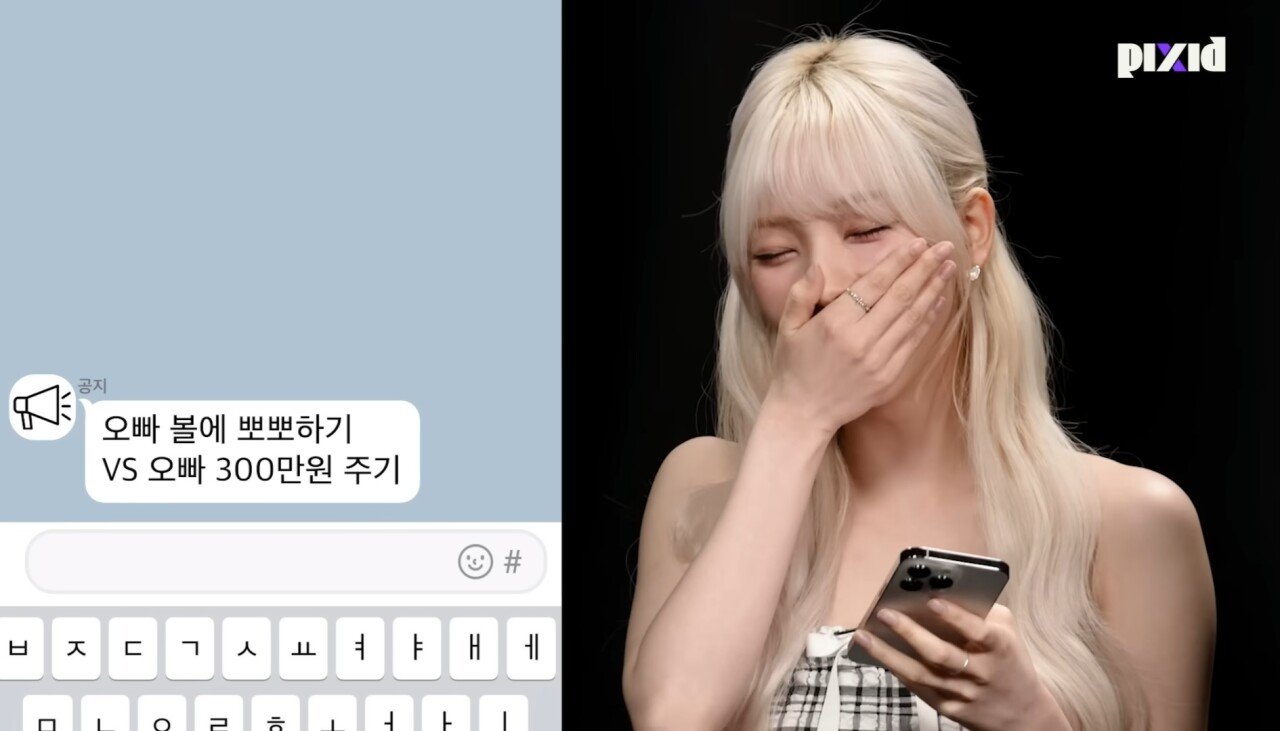 pixid
공지
오빠 볼에 뽀뽀하기
VS 오빠 300만원 주기
#
ㅂ ㅈ ㄷ ㄱ ㅅ ㅛ ㅕ ㅑ ㅐ ㅔ
ㅁ ㄴ ㅇ ㄹ ㅎ ㅗ ㅓ ㅏ ㅣ